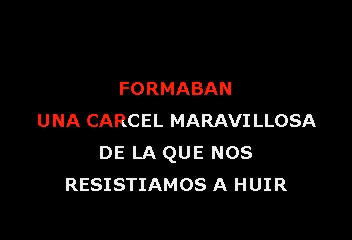 FORMABAN
UNA CARCEL MARAVILLOSA
DE LA QUE NOS
RESISTIAMOS A HUIR